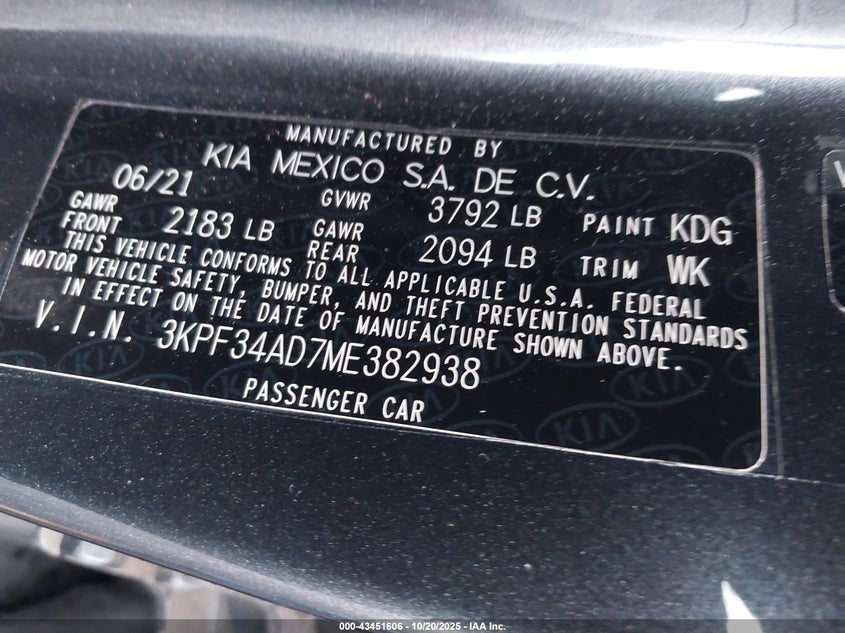 MANUFACTURED BY
KIA MEXICO S.A. DE C.V.
06/21 GVWR 3792 LB PAINT KDG
GAWR FRONT 2183 LB GAWR REAR 2094 LB TRIM WK
THIS VEHICLE CONFORMS TO ALL APPLICABLE U.S.A. FEDERAL
MOTOR VEHICLE SAFETY, BUMPER, AND THEFT PREVENTION STANDARDS
IN EFFECT ON THE DATE OF MANUFACTURE SHOWN ABOVE.
V.I.N. 3KPF34AD7ME382938
PASSENGER CAR
KIA
000-43451606 | 10/20/2025 - IAA Inc.